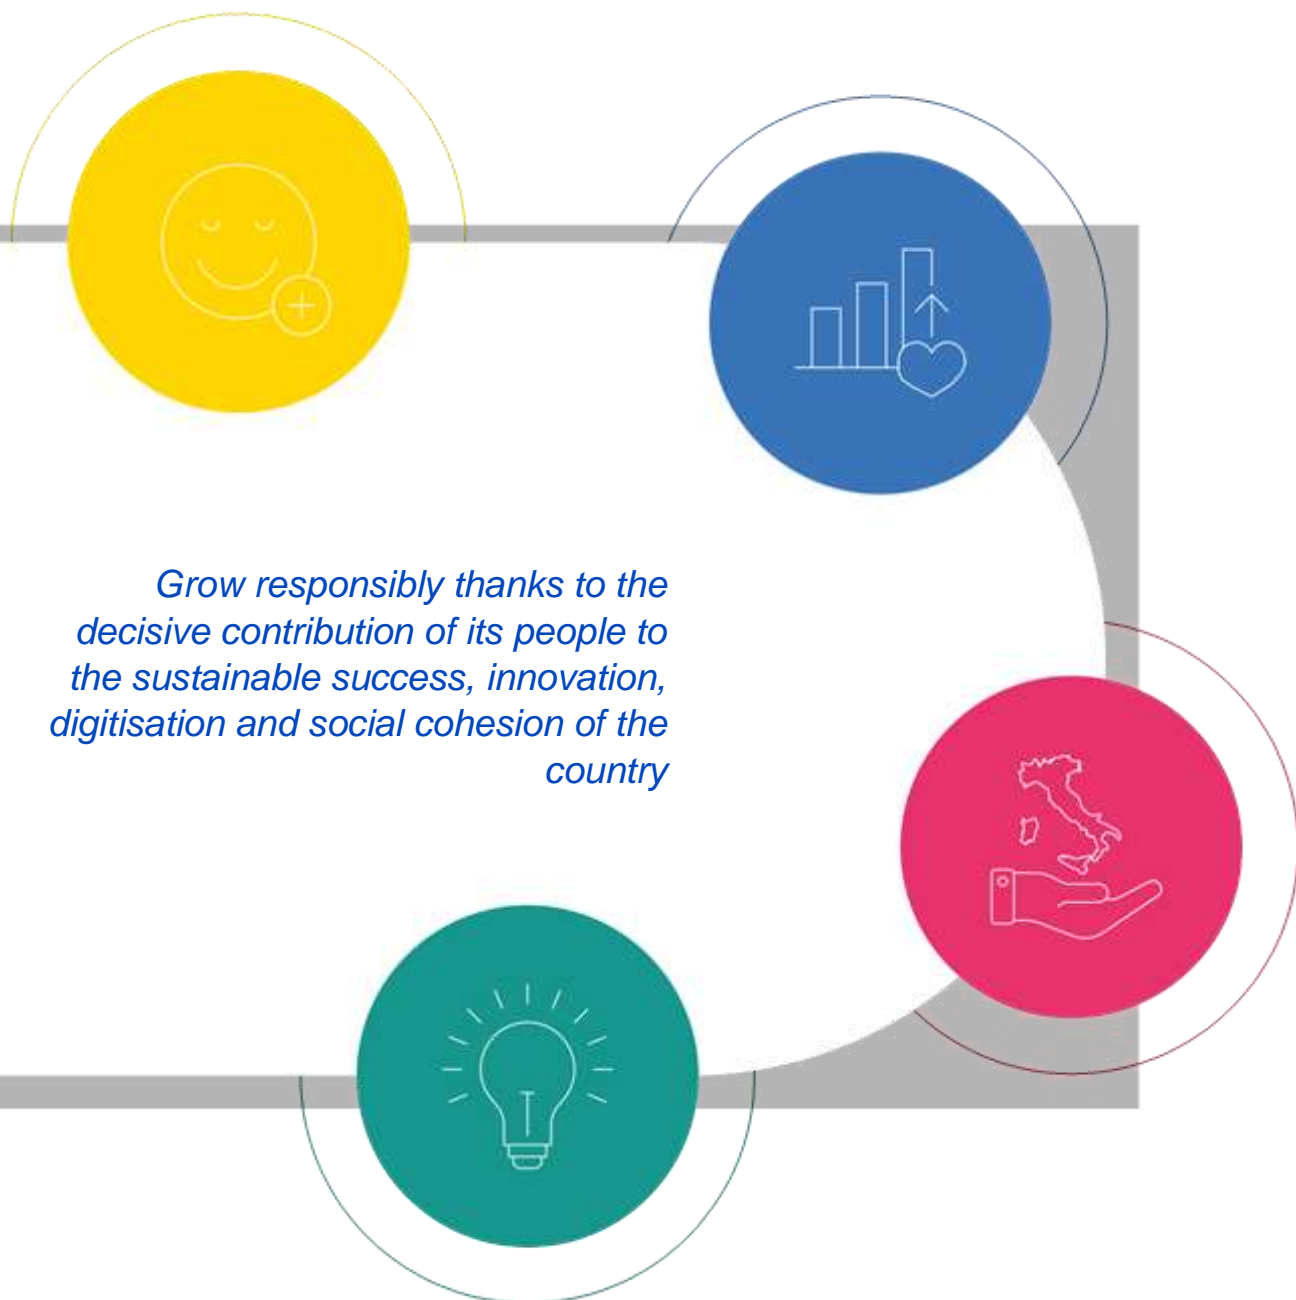 Grow responsibly thanks to the
decisive contribution of its people to
the sustainable success, innovation,
digitisation and social cohesion of the
country